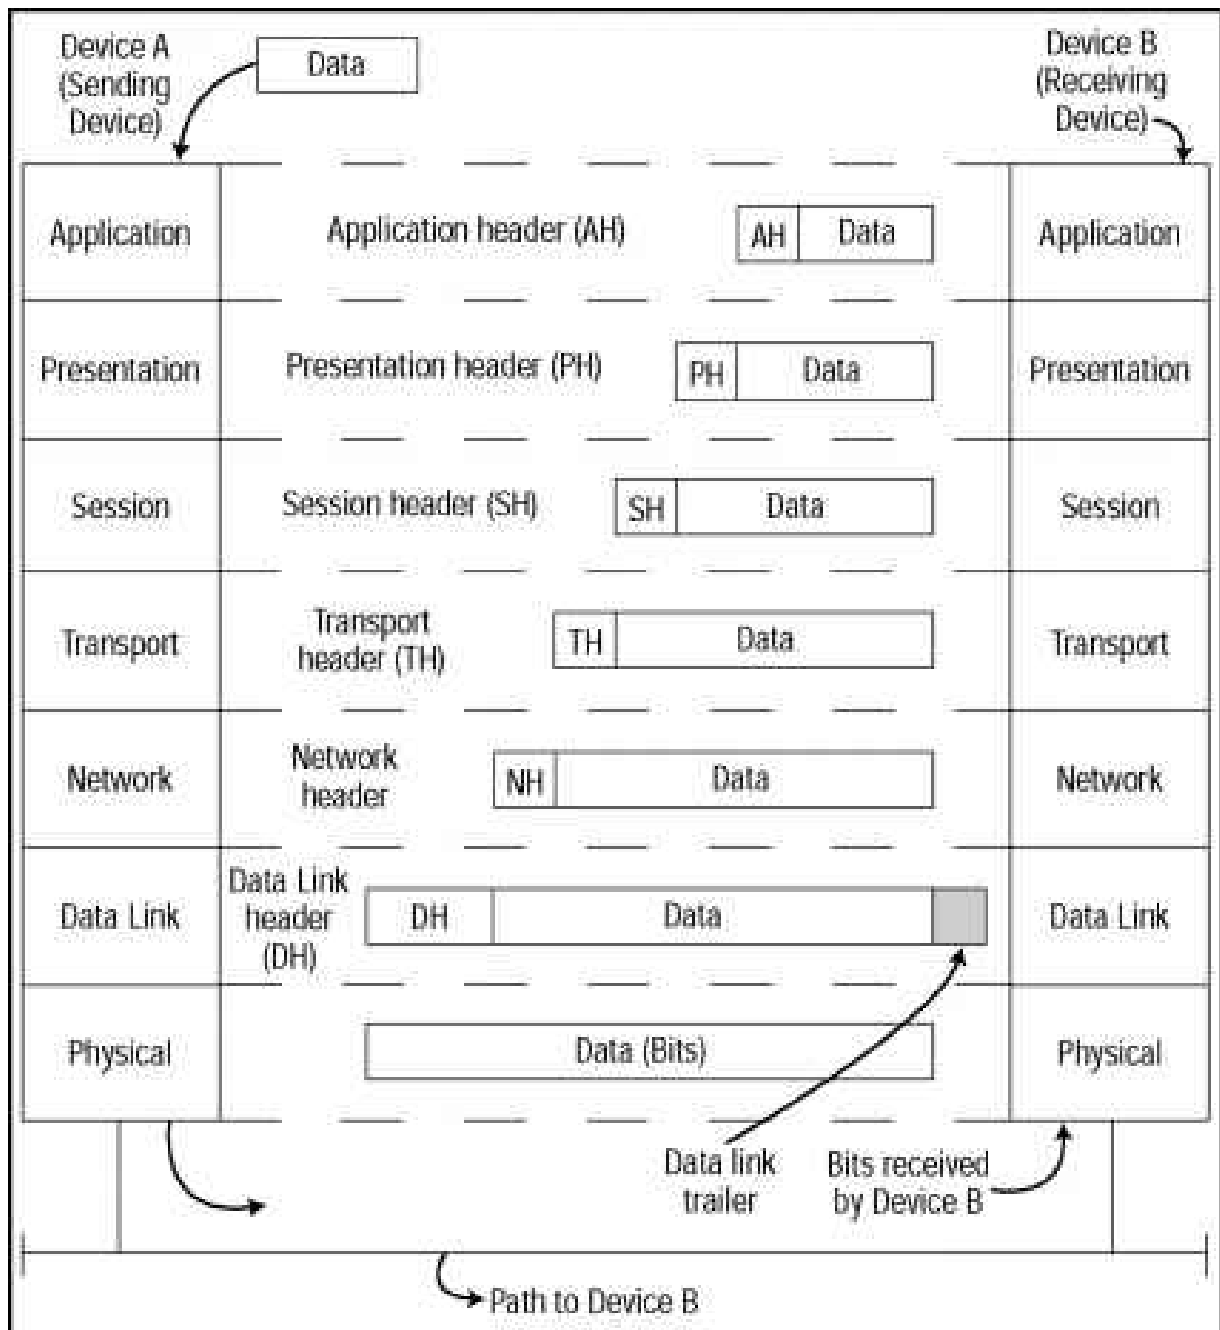 Device A
(Sending
Device)
Data
Device B
(Receiving
Device)
Application
Application header (AH)
AH
Data
Application
Presentation
Presentation header (PH)
PH
Data
Presentation
Session
Session header (SH)
SH
Data
Session
Transport
Transport
header (TH)
TH
Data
Transport
Network
Network
header
NH
Data
Network
Data Link
Data Link
header
(DH)
DH
Data
Data Link
Physical
Data (Bits)
Physical
Data link
trailer
Bits received
by Device B
Path to Device B